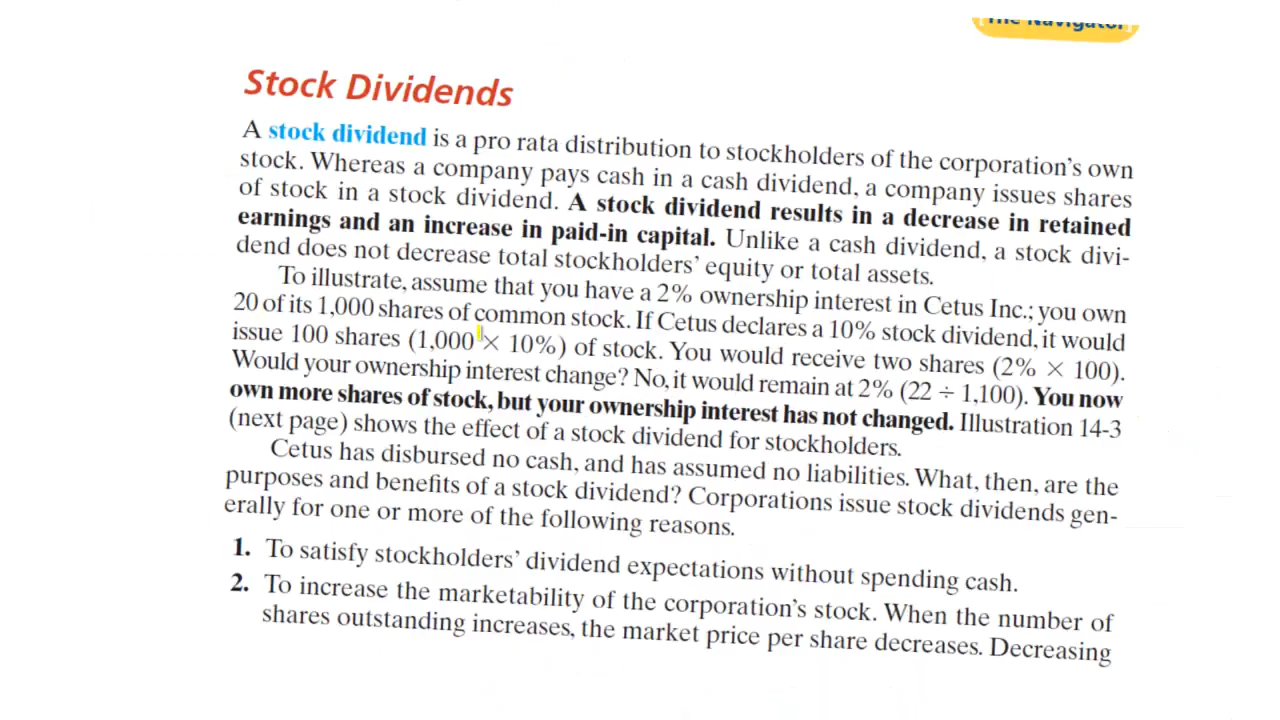 The Navigator
Stock Dividends
A stock dividend is a pro rata distribution to stockholders of the corporation's own
stock. Whereas a company pays cash in a cash dividend, a company issues shares
of stock in a stock dividend. A stock dividend results in a decrease in retained
earnings and an increase in paid-in capital. Unlike a cash dividend, a stock divi-
dend does not decrease total stockholders' equity or total assets.
To illustrate, assume that you have a 2% ownership interest in Cetus Inc.; you own
20 of its 1,000 shares of common stock. If Cetus declares a 10% stock dividend, it would
issue 100 shares (1,000 × 10%) of stock. You would receive two shares (2% × 100).
Would your ownership interest change? No, it would remain at 2% (22 ÷ 1,100). You now
own more shares of stock, but your ownership interest has not changed. Illustration 14-3
(next page) shows the effect of a stock dividend for stockholders.
Cetus has disbursed no cash, and has assumed no liabilities. What, then, are the
purposes and benefits of a stock dividend? Corporations issue stock dividends gen-
erally for one or more of the following reasons.
1. To satisfy stockholders' dividend expectations without spending cash.
2. To increase the marketability of the corporation's stock. When the number of
shares outstanding increases, the market price per share decreases. Decreasing